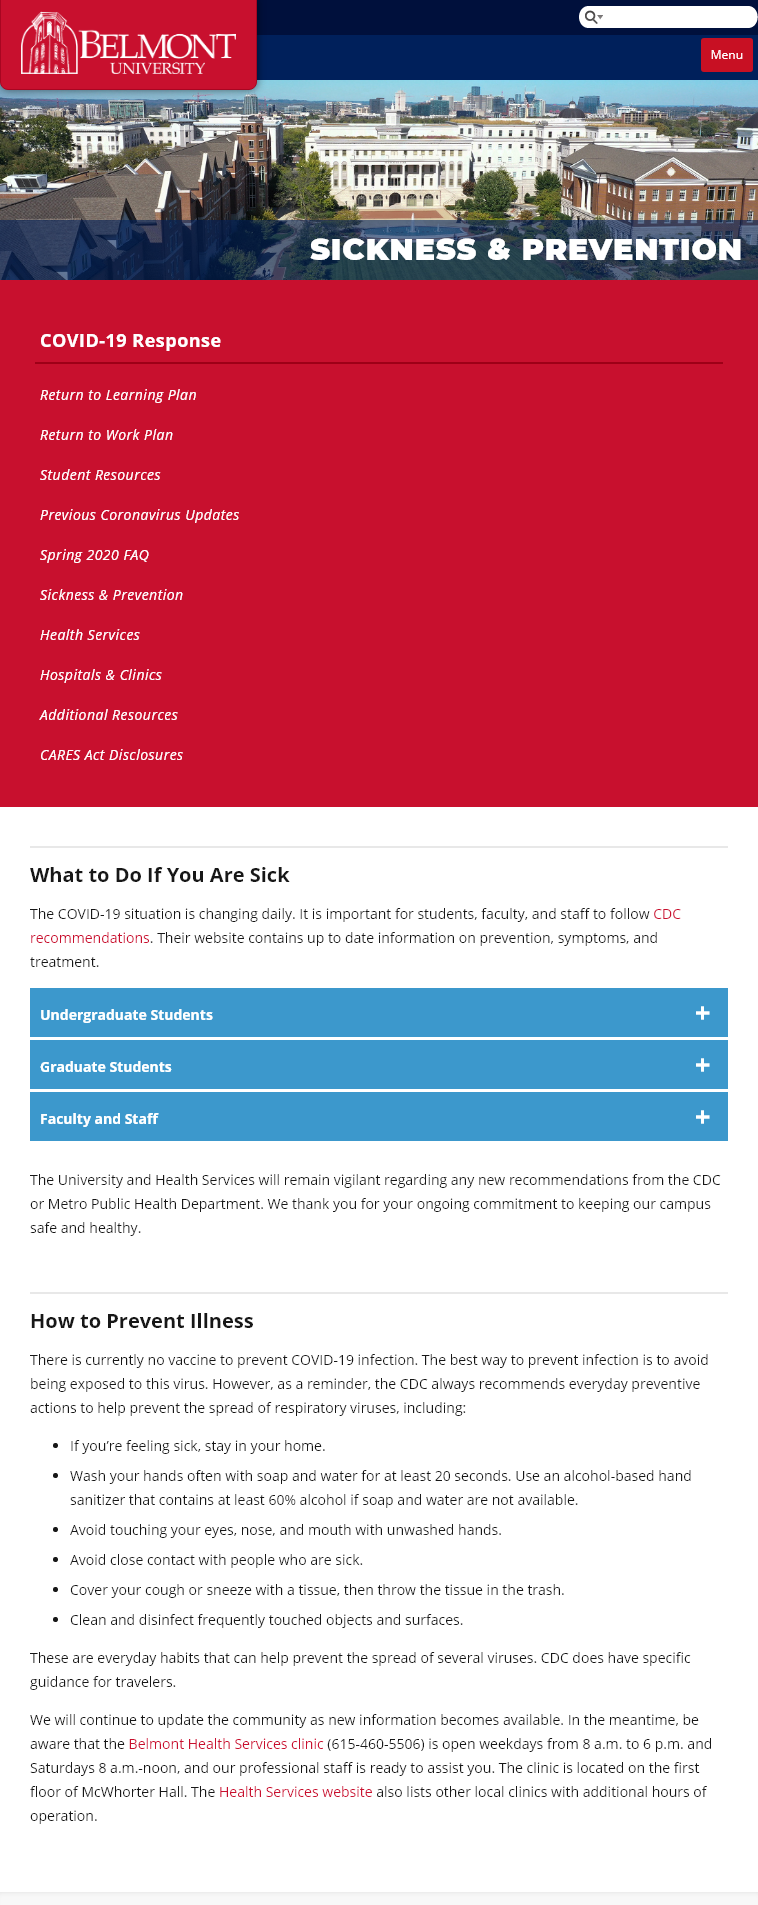 BELMONT
UNIVERSITY
Menu
SICKNESS & PREVENTION
COVID-19 Response
Return to Learning Plan
Return to Work Plan
Student Resources
Previous Coronavirus Updates
Spring 2020 FAQ
Sickness & Prevention
Health Services
Hospitals & Clinics
Additional Resources
CARES Act Disclosures
What to Do If You Are Sick
The COVID-19 situation is changing daily. It is important for students, faculty, and staff to follow CDC
recommendations. Their website contains up to date information on prevention, symptoms, and
treatment.
Undergraduate Students
Graduate Students
Faculty and Staff
The University and Health Services will remain vigilant regarding any new recommendations from the CDC
or Metro Public Health Department. We thank you for your ongoing commitment to keeping our campus
safe and healthy.
How to Prevent Illness
There is currently no vaccine to prevent COVID-19 infection. The best way to prevent infection is to avoid
being exposed to this virus. However, as a reminder, the CDC always recommends everyday preventive
actions to help prevent the spread of respiratory viruses, including:
• If you’re feeling sick, stay in your home.
• Wash your hands often with soap and water for at least 20 seconds. Use an alcohol-based hand
sanitizer that contains at least 60% alcohol if soap and water are not available.
• Avoid touching your eyes, nose, and mouth with unwashed hands.
• Avoid close contact with people who are sick.
• Cover your cough or sneeze with a tissue, then throw the tissue in the trash.
• Clean and disinfect frequently touched objects and surfaces.
These are everyday habits that can help prevent the spread of several viruses. CDC does have specific
guidance for travelers.
We will continue to update the community as new information becomes available. In the meantime, be
aware that the Belmont Health Services clinic (615-460-5506) is open weekdays from 8 a.m. to 6 p.m. and
Saturdays 8 a.m.-noon, and our professional staff is ready to assist you. The clinic is located on the first
floor of McWhorter Hall. The Health Services website also lists other local clinics with additional hours of
operation.